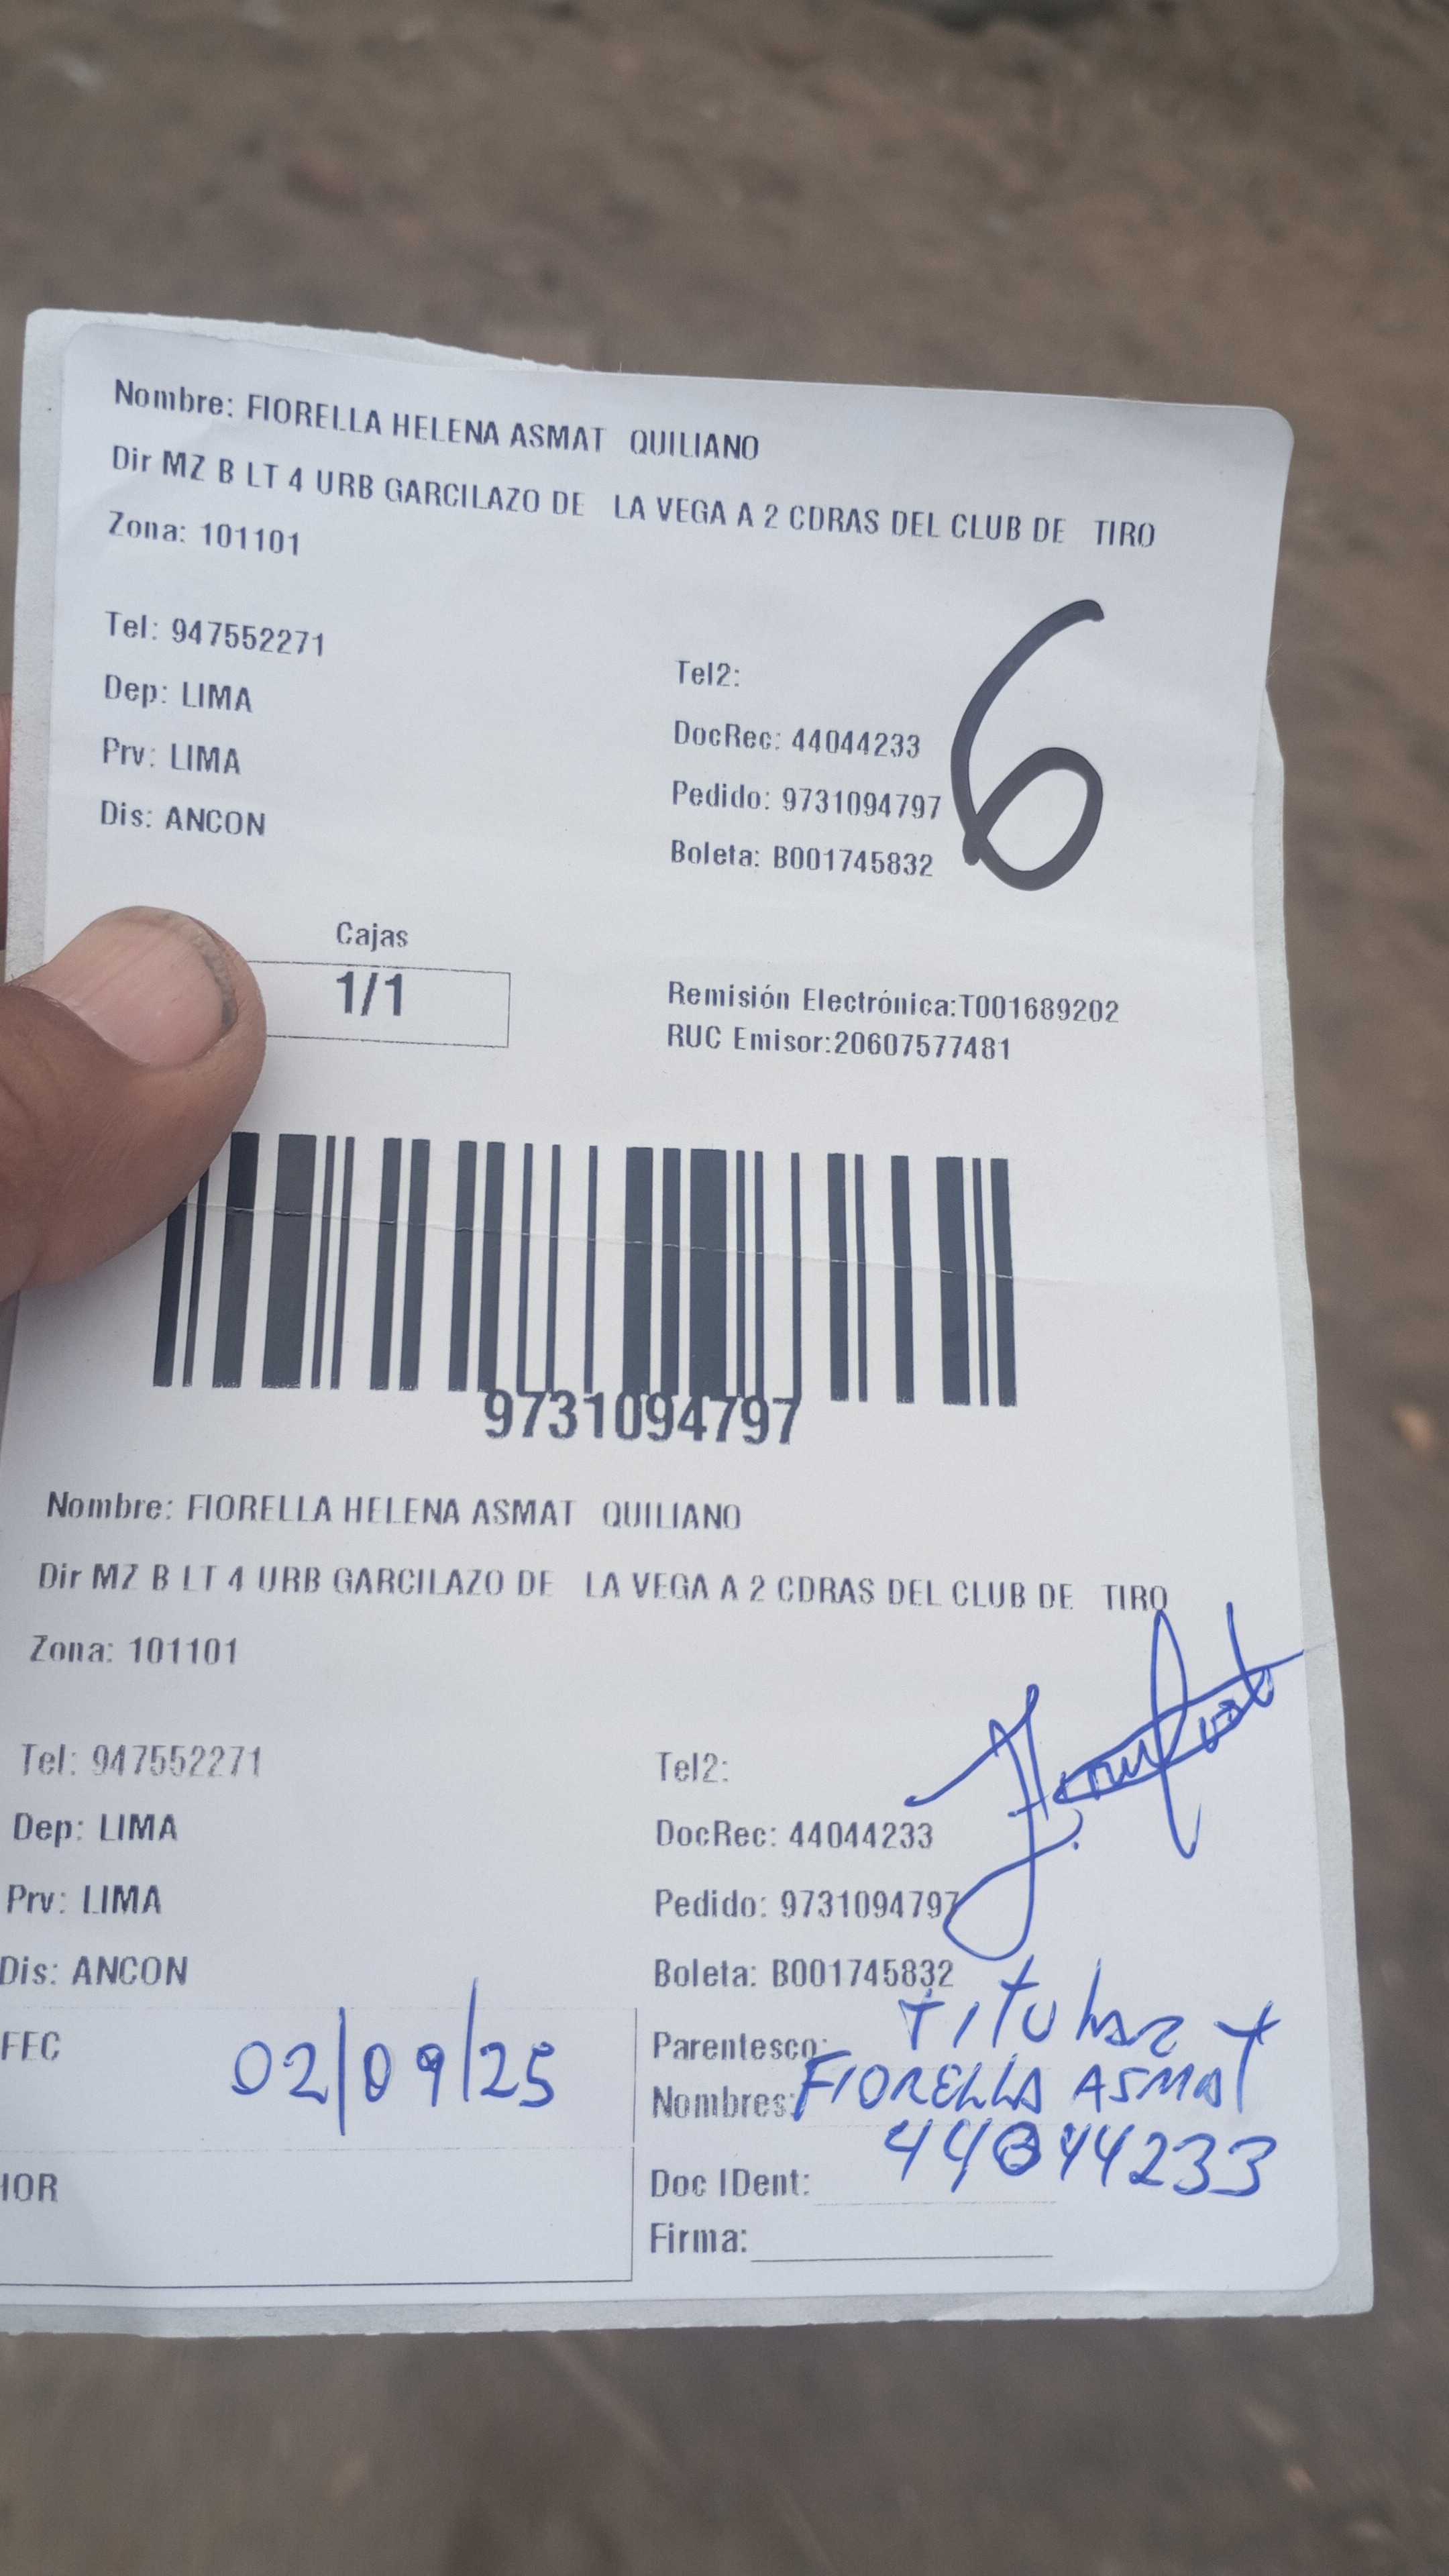 Nombre: FIORELLA HELENA ASMAT QUILIANO
Dir MZ B LT 4 URB GARCILAZO DE LA VEGA A 2 CDRAS DEL CLUB DE TIRO
Zona: 101101
Tel: 947552271
Tel2:
Dep: LIMA
DocRec: 44044233
Prv: LIMA
Pedido: 9731094797
Dis: ANCON
Boleta: B001745832
6
Cajas
1/1
Remisión Electrónica:T001689202
RUC Emisor:20607577481
9731094797
Nombre: FIORELLA HELENA ASMAT QUILIANO
Dir MZ B LT 4 URB GARCILAZO DE LA VEGA A 2 CDRAS DEL CLUB DE TIRO
Zona: 101101
Tel: 947552271
Tel2:
Dep: LIMA
DocRec: 44044233
Prv: LIMA
Pedido: 9731094797
Dis: ANCON
Boleta: B001745832
FEC 02/09/25
Parentesco: TITULAR
Nombres: FIORELLA ASMAT
HOR
Doc IDent: 44044233
Firma: